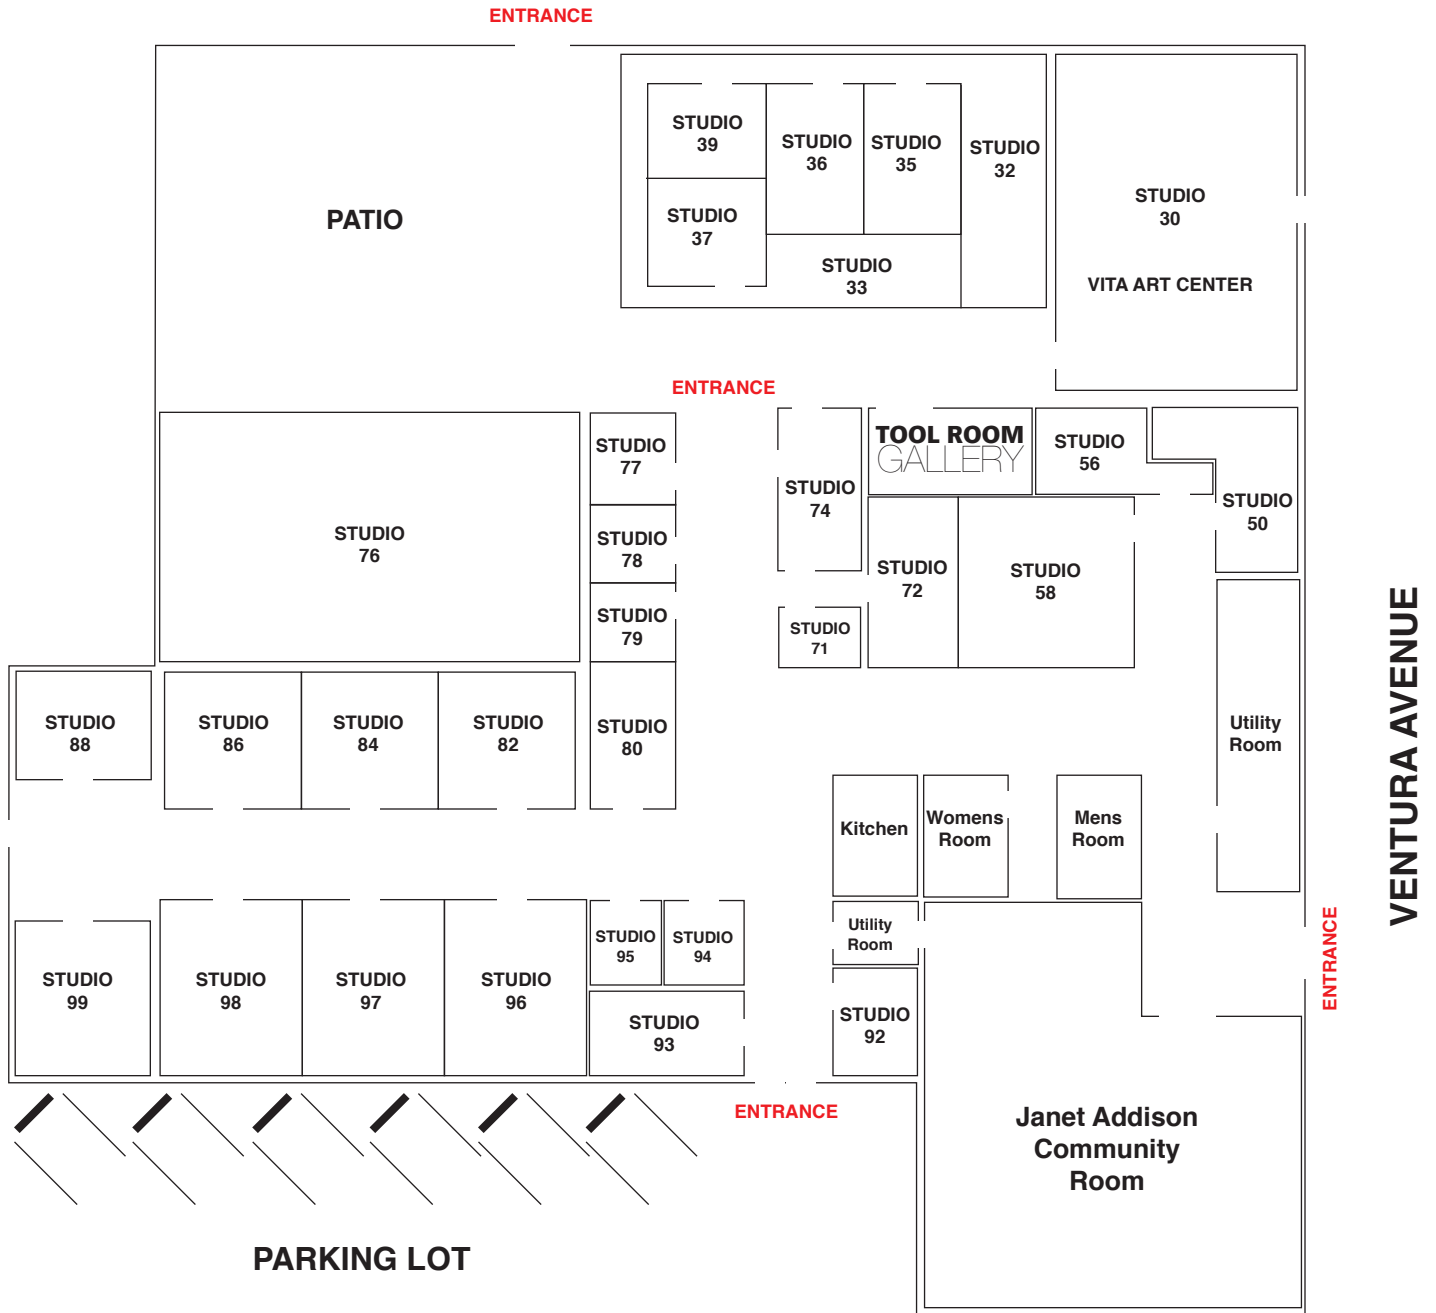 ENTRANCE
STUDIO
39
STUDIO
36
STUDIO
35
STUDIO
32
STUDIO
30
VITA ART CENTER
PATIO
STUDIO
37
STUDIO
33
ENTRANCE
STUDIO
77
TOOL ROOM
GALLERY
STUDIO
56
STUDIO
74
STUDIO
50
STUDIO
76
STUDIO
78
STUDIO
72
STUDIO
58
STUDIO
79
STUDIO
71
VENTURA AVENUE
STUDIO
88
STUDIO
86
STUDIO
84
STUDIO
82
STUDIO
80
Utility
Room
Kitchen
Womens
Room
Mens
Room
Utility
Room
STUDIO
95
STUDIO
94
ENTRANCE
STUDIO
99
STUDIO
98
STUDIO
97
STUDIO
96
STUDIO
93
STUDIO
92
ENTRANCE
Janet Addison
Community
Room
PARKING LOT